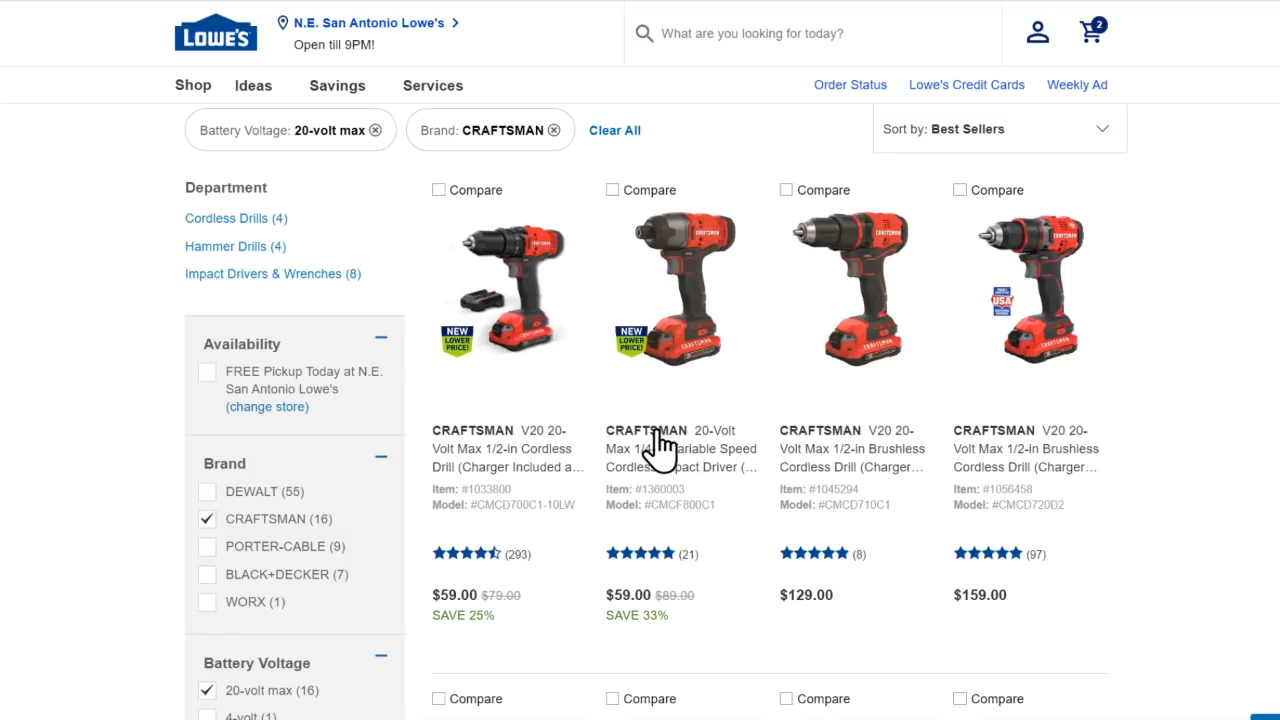 LOWE'S
N.E. San Antonio Lowe's
Open till 9PM!
What are you looking for today?
2
Shop Ideas Savings Services
Order Status Lowe's Credit Cards Weekly Ad
Battery Voltage: 20-volt max
Brand: CRAFTSMAN
Clear All
Sort by: Best Sellers
Department
Cordless Drills (4)
Hammer Drills (4)
Impact Drivers & Wrenches (8)
Availability
FREE Pickup Today at N.E.
San Antonio Lowe's
(change store)
Brand
DEWALT (55)
CRAFTSMAN (16)
PORTER-CABLE (9)
BLACK+DECKER (7)
WORX (1)
Battery Voltage
20-volt max (16)
4-volt (1)
Compare
CRAFTSMAN
NEW
LOWER
PRICE!
CRAFTSMAN V20 20-
Volt Max 1/2-in Cordless
Drill (Charger Included a...
Item: #1033800
Model: #CMCD700C1-10LW
(293)
$59.00 $79.00
SAVE 25%
Compare
CRAFTSMAN
NEW
LOWER
PRICE!
CRAFTSMAN 20-Volt
Max Variable Speed
(...
Item: #1360003
Model: #CMCF800C1
(21)
$59.00 $89.00
SAVE 33%
Compare
CRAFTSMAN
CRAFTSMAN V20 20-
Volt Max 1/2-in Brushless
Cordless Drill (Charger...
Item: #1045294
Model: #CMCD710C1
(8)
$129.00
Compare
CRAFTSMAN
USA
CRAFTSMAN V20 20-
Volt Max 1/2-in Brushless
Cordless Drill (Charger...
Item: #1056458
Model: #CMCD720D2
(97)
$159.00
Compare
Compare
Compare
Compare